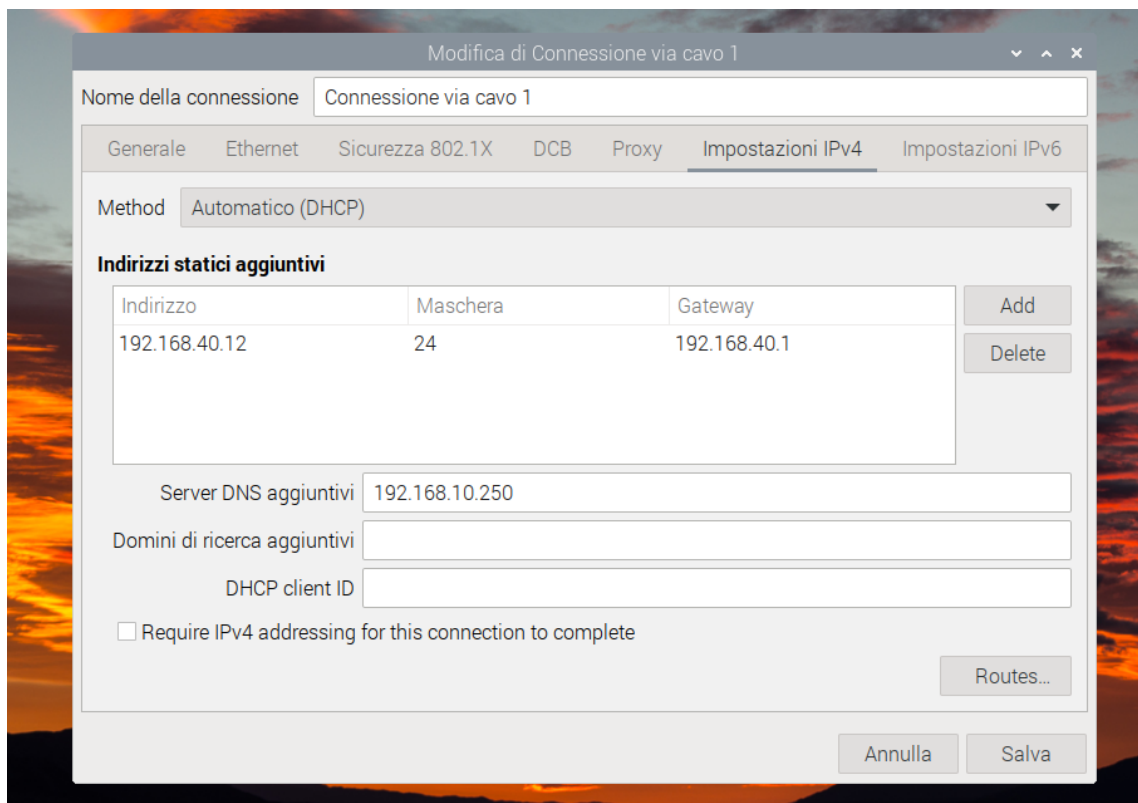 Modifica di Connessione via cavo 1
Nome della connessione Connessione via cavo 1
Generale Ethernet Sicurezza 802.1X DCB Proxy Impostazioni IPv4 Impostazioni IPv6
Method Automatico (DHCP)
Indirizzi statici aggiuntivi
Indirizzo Maschera Gateway Add
192.168.40.12 24 192.168.40.1
Delete
Server DNS aggiuntivi 192.168.10.250
Domini di ricerca aggiuntivi
DHCP client ID
Require IPv4 addressing for this connection to complete
Routes...
Annulla Salva